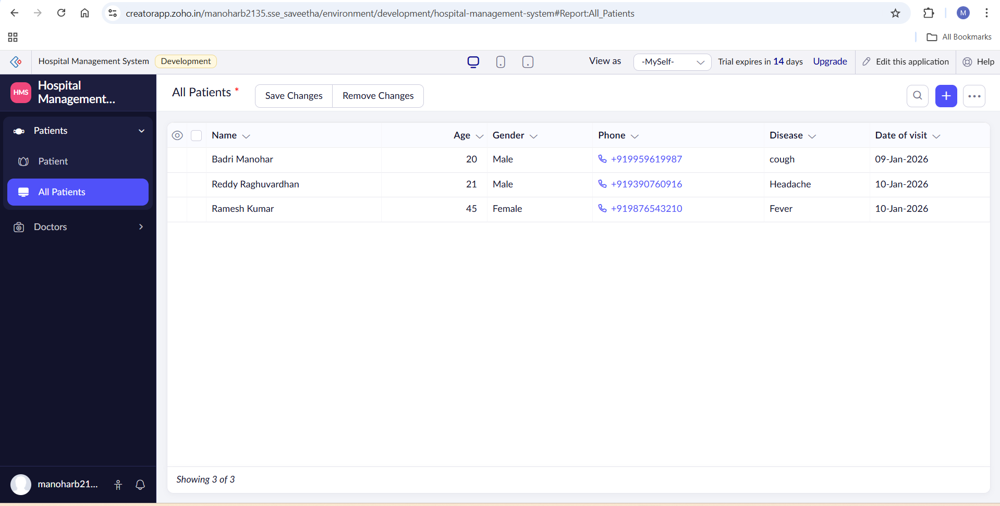 creatorapp.zoho.in/manoharb2135.sse_saveetha/environment/development/hospital-management-system#Report:All_Patients
M
All Bookmarks
Hospital Management System Development View as -MySelf- Trial expires in 14 days Upgrade Edit this application Help
HMS Hospital Management...
All Patients * Save Changes Remove Changes
Patients
Patient
All Patients
Doctors
Name Age Gender Phone Disease Date of visit
Badri Manohar 20 Male +919959619987 cough 09-Jan-2026
Reddy Raghuvardhan 21 Male +919390760916 Headache 10-Jan-2026
Ramesh Kumar 45 Female +919876543210 Fever 10-Jan-2026
Showing 3 of 3
manoharb21...